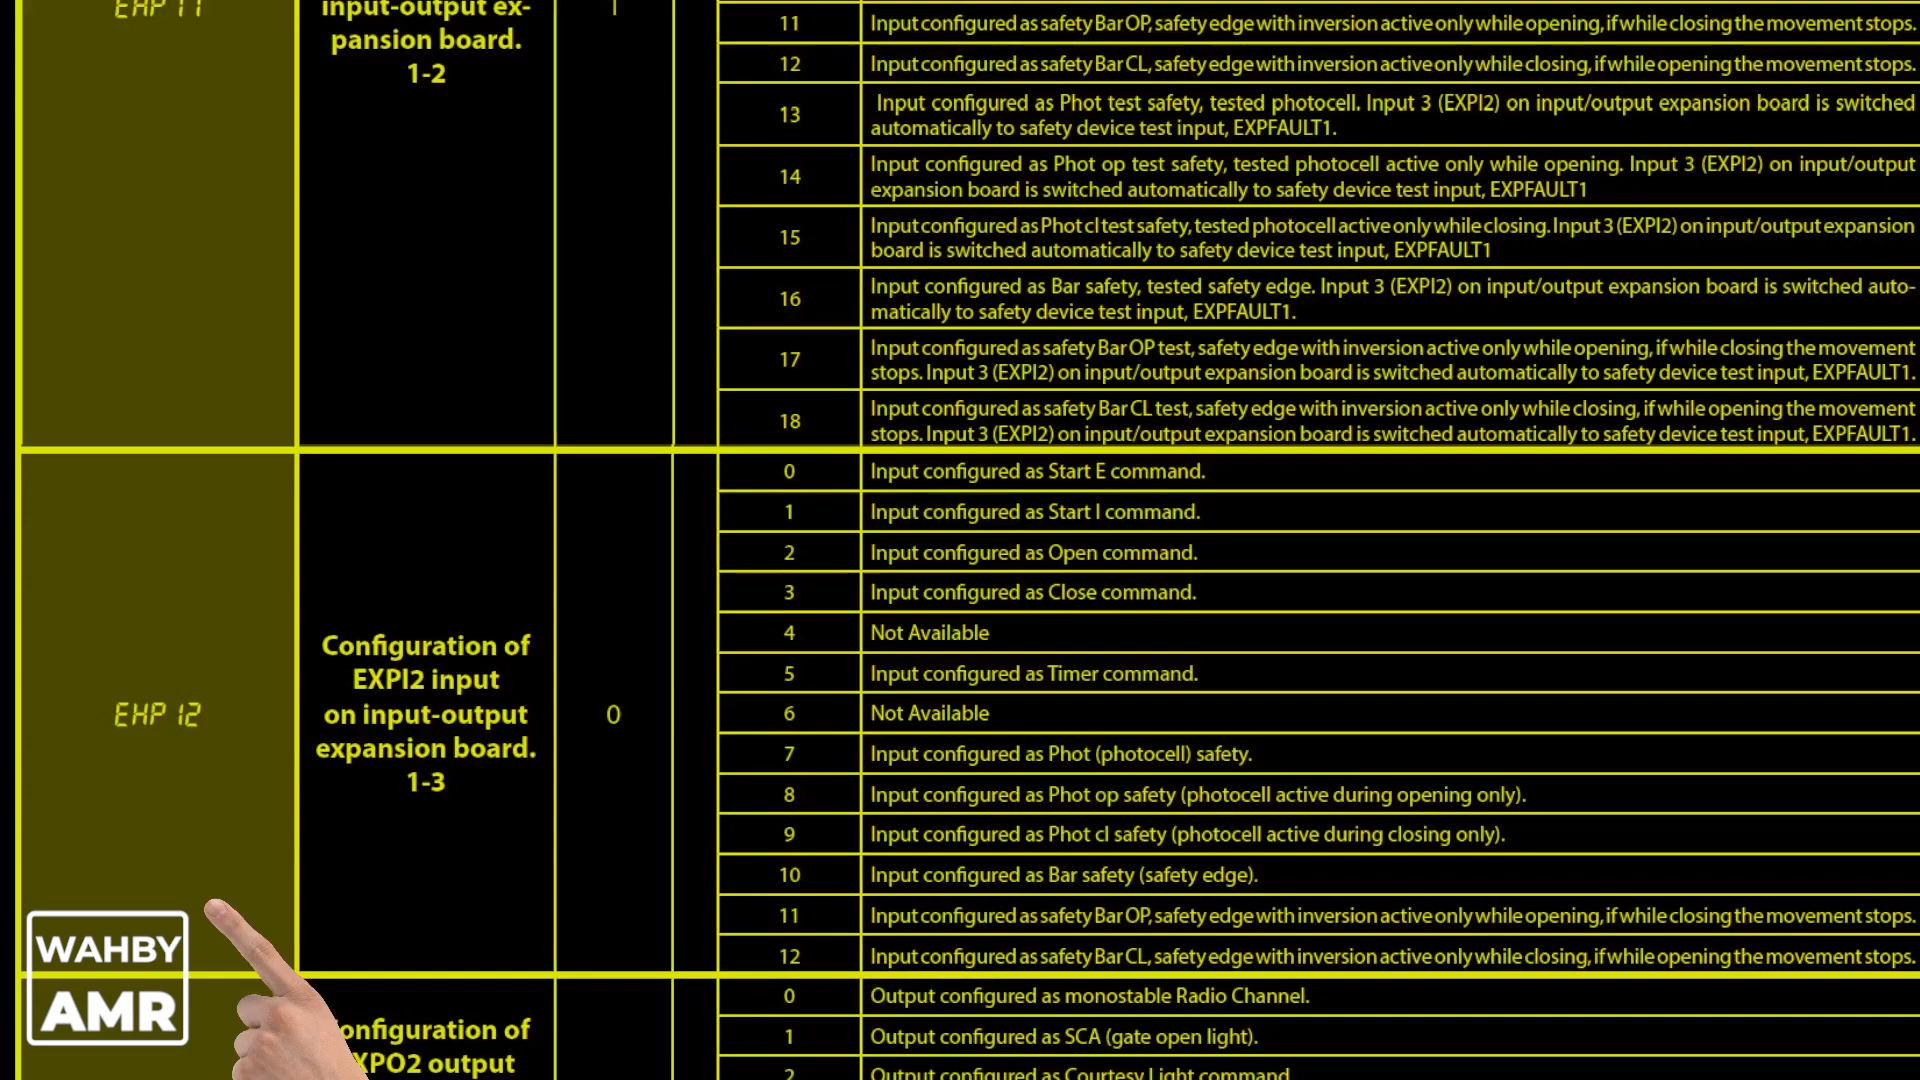 EXP I1
input-output ex-
pansion board.
1-2
1
11 Input configured as safety Bar OP, safety edge with inversion active only while opening, if while closing the movement stops.
12 Input configured as safety Bar CL, safety edge with inversion active only while closing, if while opening the movement stops.
13 Input configured as Phot test safety, tested photocell. Input 3 (EXPI2) on input/output expansion board is switched
automatically to safety device test input, EXPFAULT1.
14 Input configured as Phot op test safety, tested photocell active only while opening. Input 3 (EXPI2) on input/output
expansion board is switched automatically to safety device test input, EXPFAULT1
15 Input configured as Phot cl test safety, tested photocell active only while closing. Input 3 (EXPI2) on input/output expansion
board is switched automatically to safety device test input, EXPFAULT1
16 Input configured as Bar safety, tested safety edge. Input 3 (EXPI2) on input/output expansion board is switched auto-
matically to safety device test input, EXPFAULT1.
17 Input configured as safety Bar OP test, safety edge with inversion active only while opening, if while closing the movement
stops. Input 3 (EXPI2) on input/output expansion board is switched automatically to safety device test input, EXPFAULT1.
18 Input configured as safety Bar CL test, safety edge with inversion active only while closing, if while opening the movement
stops. Input 3 (EXPI2) on input/output expansion board is switched automatically to safety device test input, EXPFAULT1.
EXP I2
Configuration of
EXPI2 input
on input-output
expansion board.
1-3
0
0 Input configured as Start E command.
1 Input configured as Start I command.
2 Input configured as Open command.
3 Input configured as Close command.
4 Not Available
5 Input configured as Timer command.
6 Not Available
7 Input configured as Phot (photocell) safety.
8 Input configured as Phot op safety (photocell active during opening only).
9 Input configured as Phot cl safety (photocell active during closing only).
10 Input configured as Bar safety (safety edge).
11 Input configured as safety Bar OP, safety edge with inversion active only while opening, if while closing the movement stops.
12 Input configured as safety Bar CL, safety edge with inversion active only while closing, if while opening the movement stops.
onfiguration of
XPO2 output
0 Output configured as monostable Radio Channel.
1 Output configured as SCA (gate open light).
2 Output configured as Courtesy Light command
WAHBY
AMR